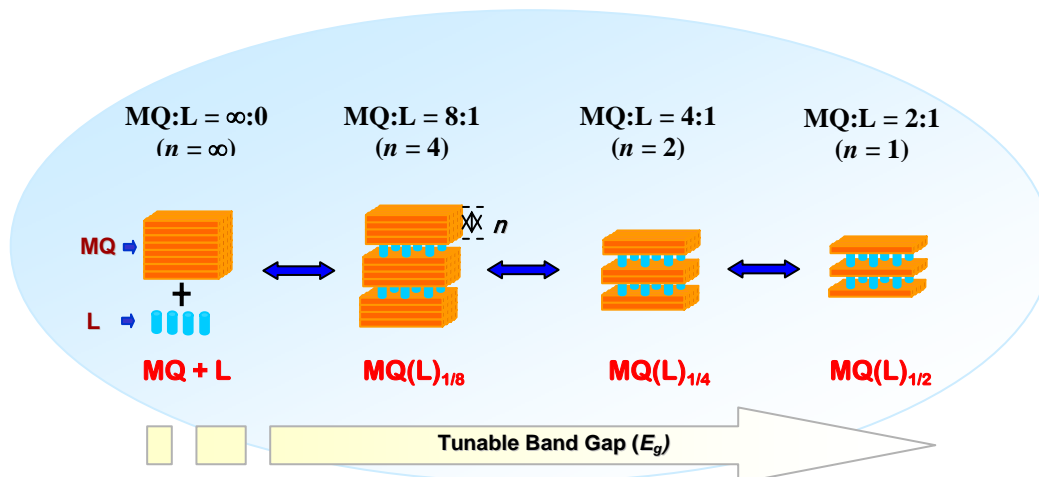 MQ:L = ∞:0
(n = ∞)
MQ:L = 8:1
(n = 4)
MQ:L = 4:1
(n = 2)
MQ:L = 2:1
(n = 1)
n
MQ
+
L
MQ + L
MQ(L)1/8
MQ(L)1/4
MQ(L)1/2
Tunable Band Gap (Eg)